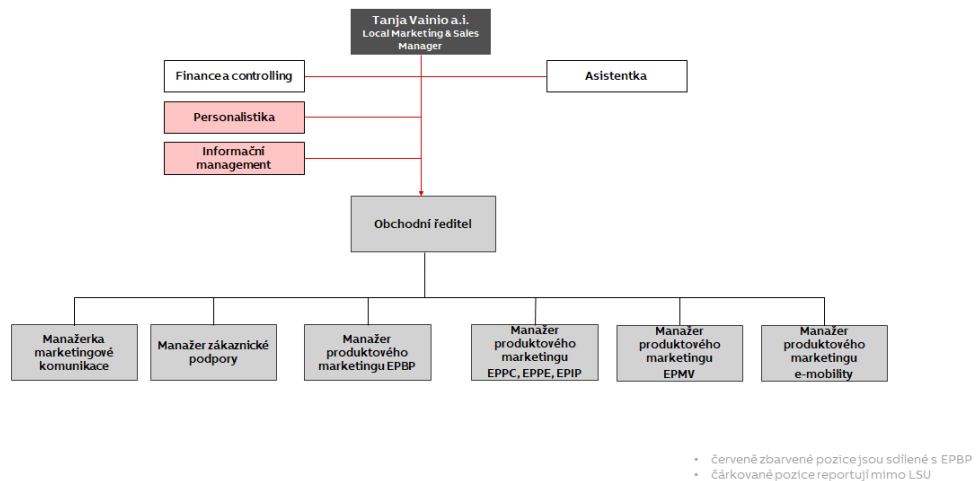 Tanja Vainio a.i.
Local Marketing & Sales
Manager
Finance a controlling
Asistentka
Personalistika
Informační
management
Obchodní ředitel
Manažerka
marketingové
komunikace
Manažer zákaznické
podpory
Manažer
produktového
marketingu EPBP
Manažer
produktového
marketingu
EPPC, EPPE, EPIP
Manažer
produktového
marketingu
EPMV
Manažer
produktového
marketingu
e-mobility
• červeně zbarvené pozice jsou sdílené s EPBP
• čárkované pozice reportují mimo LSU